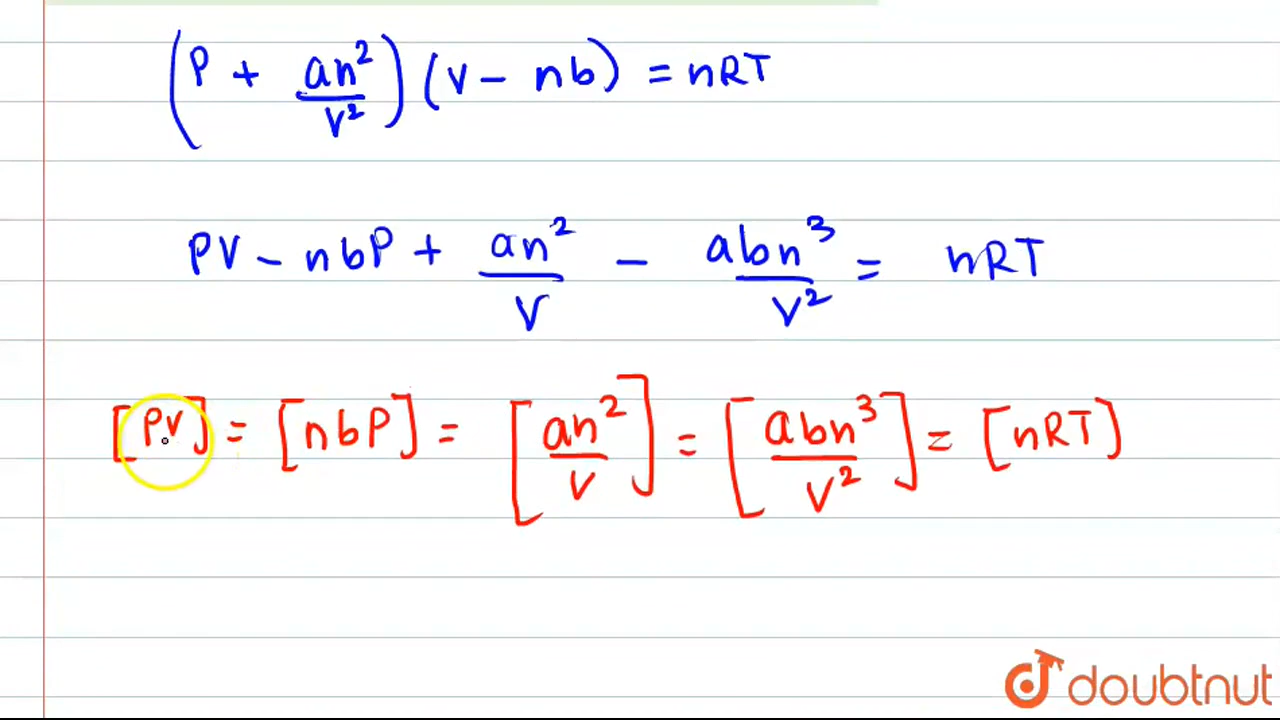 (P + an²/V²) (V - nb) = nRT
PV - nbP + an²/V - abn³/V² = nRT
[PV] = [nbP] = [an²/V] = [abn³/V²] = [nRT]
doubtnut